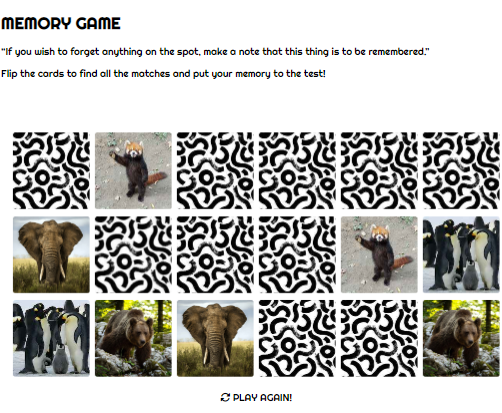 MEMORY GAME
"If you wish to forget anything on the spot, make a note that this thing is to be remembered."
Flip the cards to find all the matches and put your memory to the test!
PLAY AGAIN!